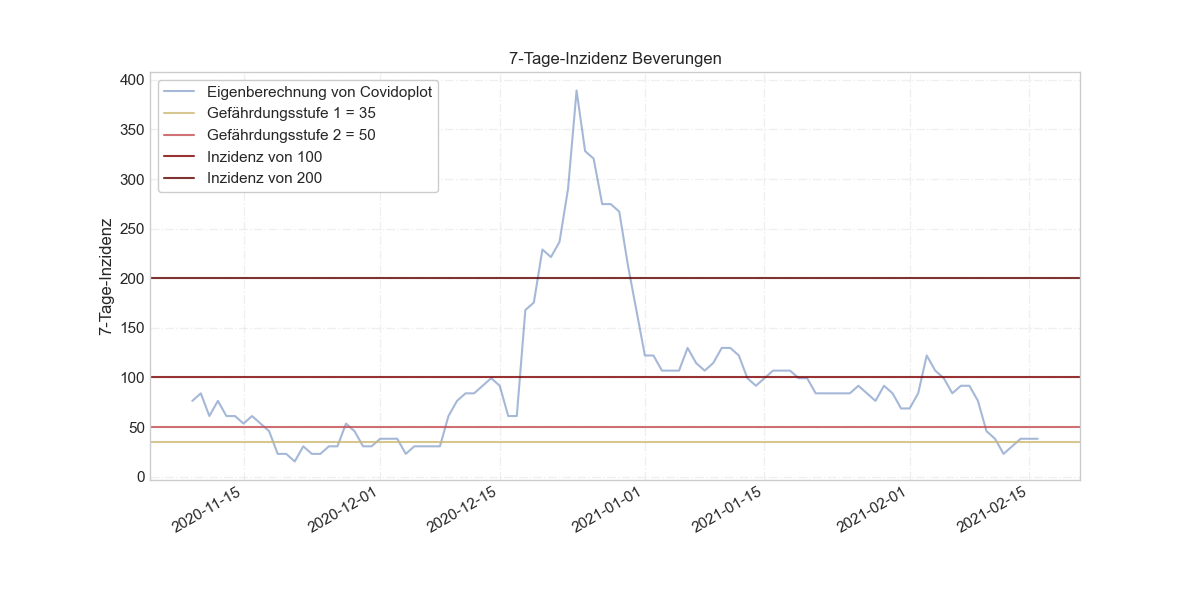 7-Tage-Inzidenz Beverungen
Eigenberechnung von Covidoplot
Gefährdungsstufe 1 = 35
Gefährdungsstufe 2 = 50
Inzidenz von 100
Inzidenz von 200
7-Tage-Inzidenz
400
350
300
250
200
150
100
50
0
2020-11-15
2020-12-01
2020-12-15
2021-01-01
2021-01-15
2021-02-01
2021-02-15